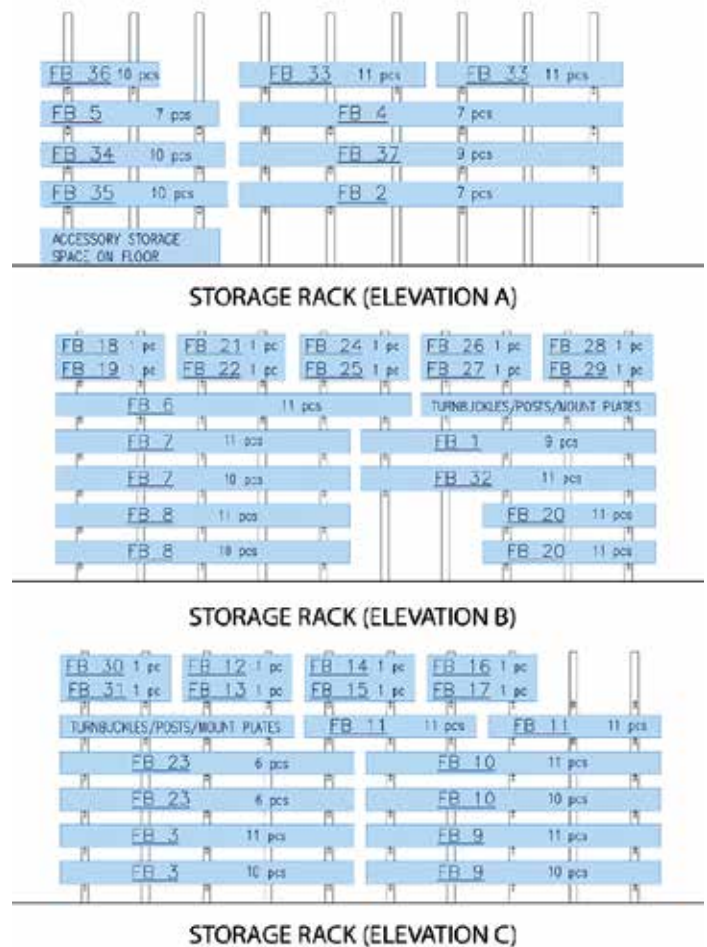 FB 36 10 pcs FB 33 11 pcs FB 33 11 pcs
FB 5 7 pcs FB 4 7 pcs
FB 34 10 pcs FB 37 9 pcs
FB 35 10 pcs FB 2 7 pcs
ACCESSORY STORAGE
SPACE ON FLOOR
STORAGE RACK (ELEVATION A)
FB 18 1 pc FB 21 1 pc FB 24 1 pc FB 26 1 pc FB 28 1 pc
FB 19 1 pc FB 22 1 pc FB 25 1 pc FB 27 1 pc FB 29 1 pc
FB 6 11 pcs TURNBUCKLES/POSTS/MOUNT PLATES
FB 7 11 pcs FB 1 9 pcs
FB 7 10 pcs FB 32 11 pcs
FB 8 11 pcs FB 20 11 pcs
FB 8 10 pcs FB 20 11 pcs
STORAGE RACK (ELEVATION B)
FB 30 1 pc FB 12 1 pc FB 14 1 pc FB 16 1 pc
FB 31 1 pc FB 13 1 pc FB 15 1 pc FB 17 1 pc
TURNBUCKLES/POSTS/MOUNT PLATES FB 11 11 pcs FB 11 11 pcs
FB 23 6 pcs FB 10 11 pcs
FB 23 6 pcs FB 10 10 pcs
FB 3 11 pcs FB 9 11 pcs
FB 3 10 pcs FB 9 10 pcs
STORAGE RACK (ELEVATION C)